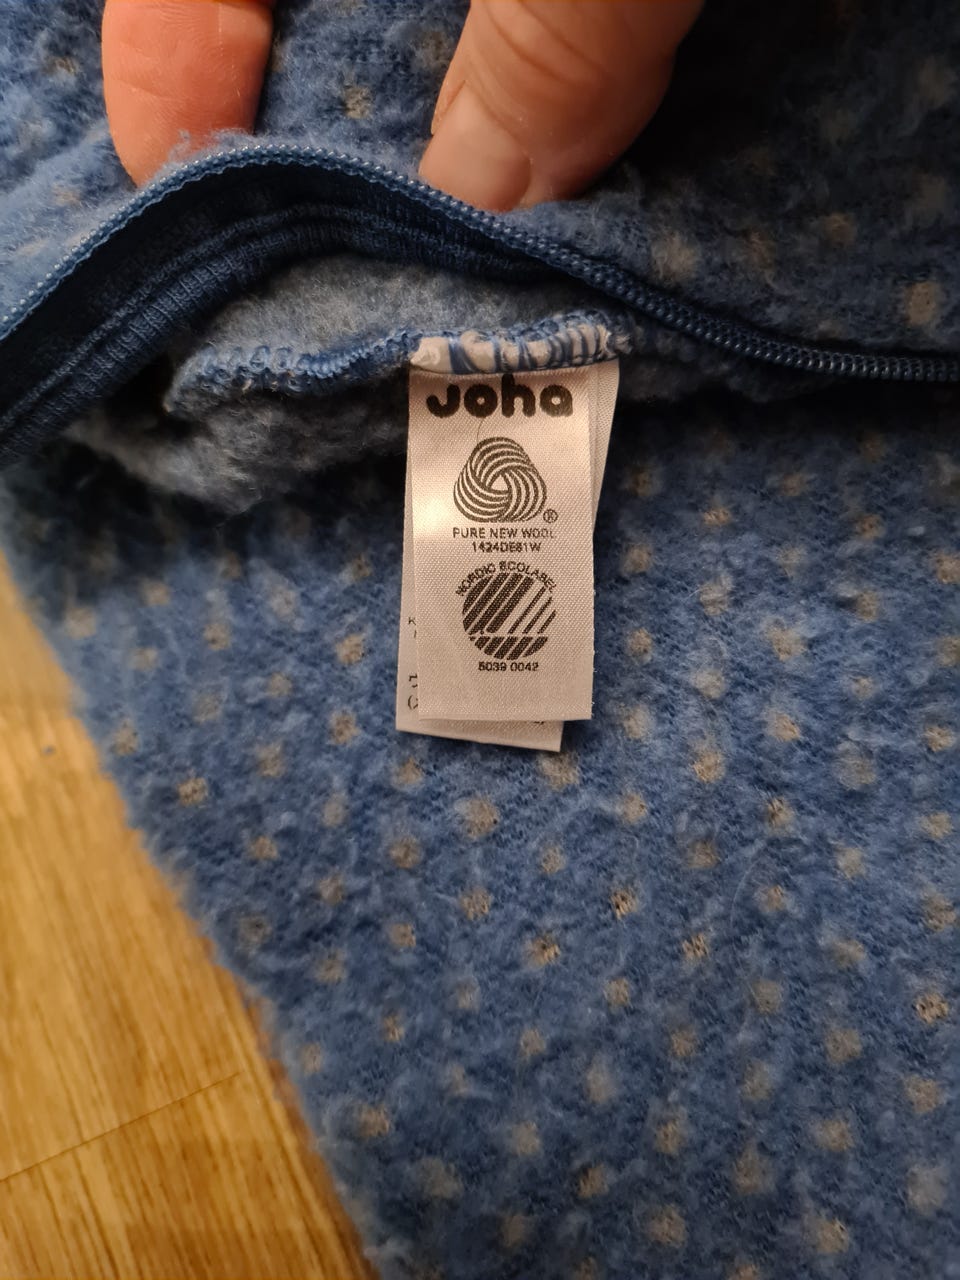 Joha
®
PURE NEW WOOL
1424DE81W
NORDIC ECOLABEL
5039 0042